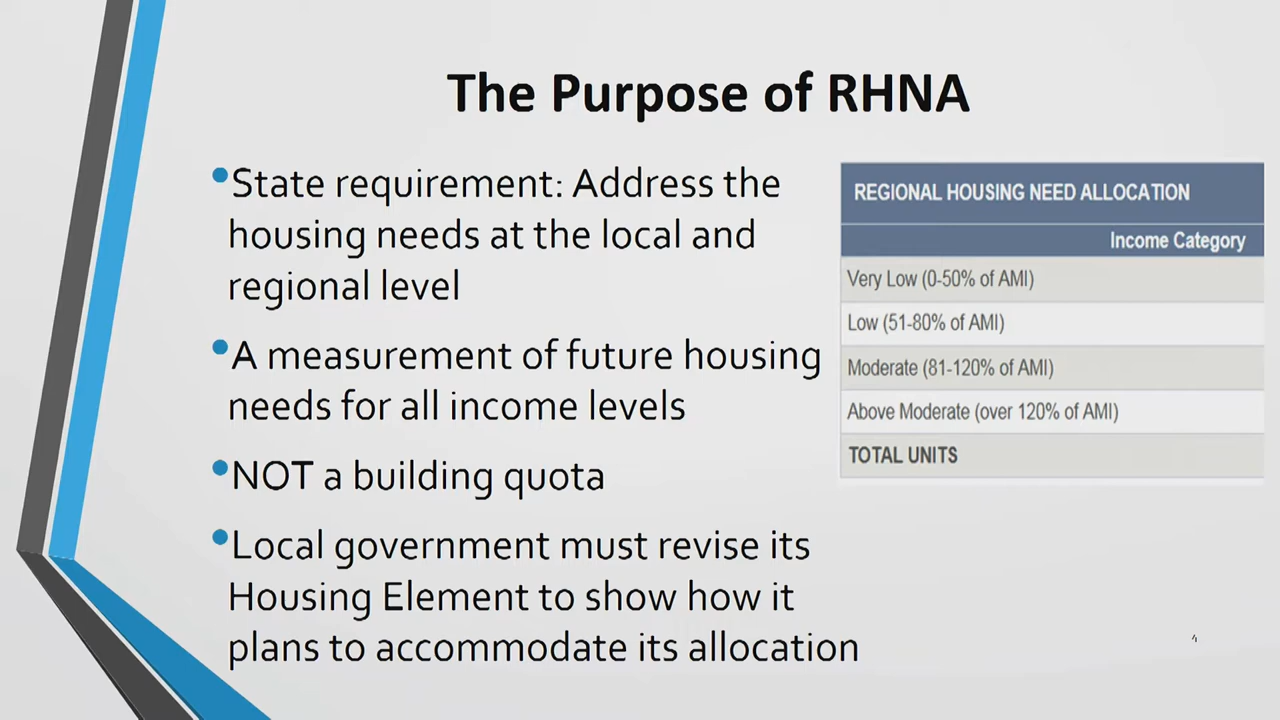 The Purpose of RHNA
•State requirement: Address the
housing needs at the local and
regional level
•A measurement of future housing
needs for all income levels
•NOT a building quota
•Local government must revise its
Housing Element to show how it
plans to accommodate its allocation
REGIONAL HOUSING NEED ALLOCATION
Income Category
Very Low (0-50% of AMI)
Low (51-80% of AMI)
Moderate (81-120% of AMI)
Above Moderate (over 120% of AMI)
TOTAL UNITS